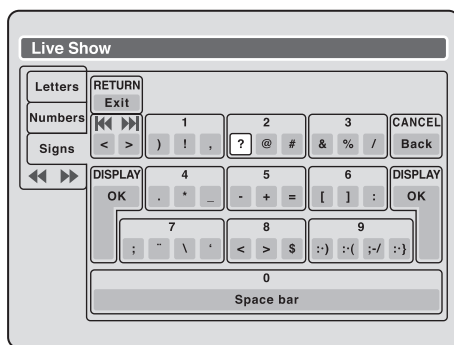 Live Show
Letters
Numbers
Signs
RETURN
Exit
< >
1
) ! ,
2
? @ #
3
& % /
CANCEL
Back
DISPLAY
OK
4
. * _
5
- + =
6
[ ] :
DISPLAY
OK
7
; ¨ \ ‘
8
< > $
9
:·) :·( ;-/ :·}
0
Space bar